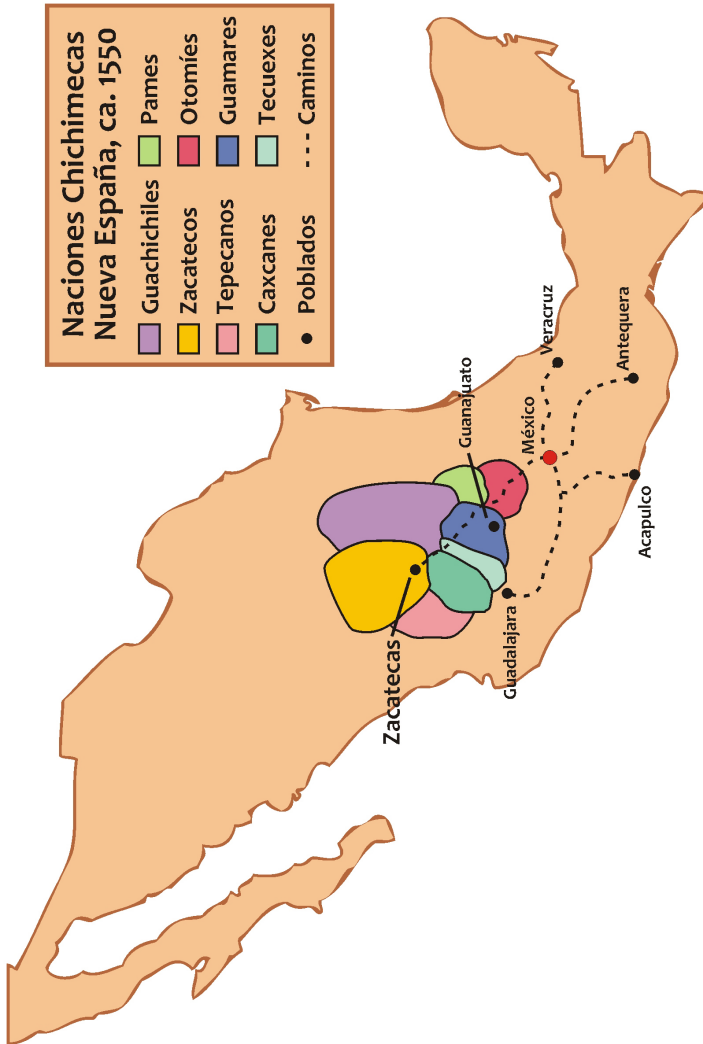 Naciones Chichimecas
Nueva España, ca. 1550
Guachichiles
Pames
Zacatecos
Otomíes
Tepecanos
Guamares
Caxcanes
Tecuexes
Poblados
Caminos
Zacatecas
Guanajuato
Guadalajara
México
Veracruz
Acapulco
Antequera